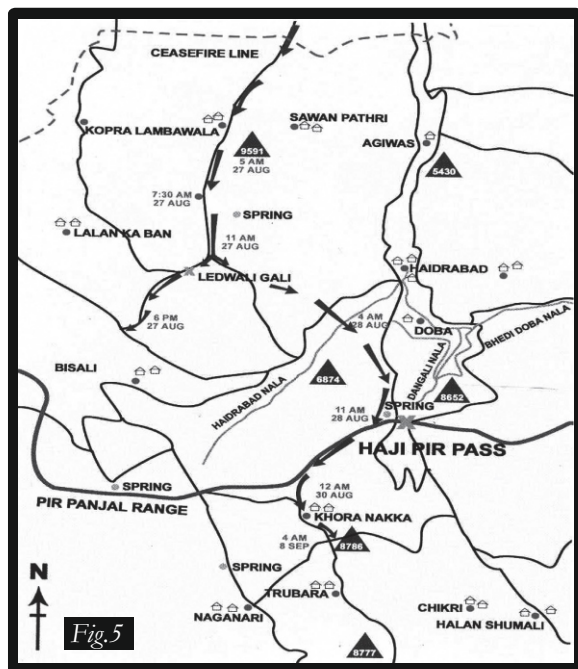 CEASEFIRE LINE
KOPRA LAMBAWALA
SAWAN PATHRI
AGIWAS
9591
5 AM
27 AUG
5430
7:30 AM
27 AUG
SPRING
LALAN KA BAN
11 AM
27 AUG
LEDWALI GALI
HAIDRABAD
6 PM
27 AUG
4 AM
28 AUG
DOBA
BHEDI DOBA NALA
DANGALI NALA
BISALI
6874
8652
HAIDRABAD NALA
SPRING
11 AM
28 AUG
HAJI PIR PASS
SPRING
PIR PANJAL RANGE
12 AM
30 AUG
KHORA NAKKA
4 AM
8 SEP
8786
SPRING
N
TRUBARA
NAGANARI
CHIKRI
HALAN SHUMALI
Fig.5
8777